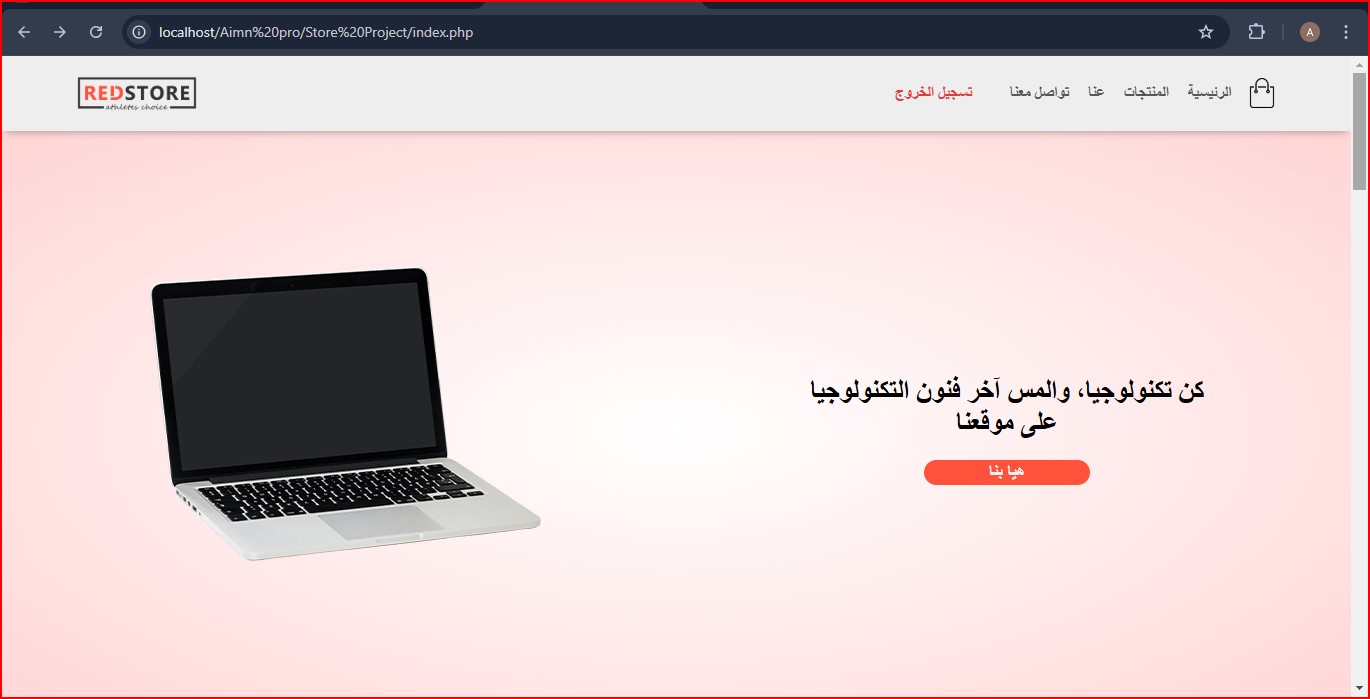 localhost/Aimn%20pro/Store%20Project/index.php
A
REDSTORE
athletes choice
الرئيسية المنتجات عنا تواصل معنا تسجيل الخروج
كن تكنولوجيا، والمس آخر فنون التكنولوجيا
على موقعنا
هيا بنا